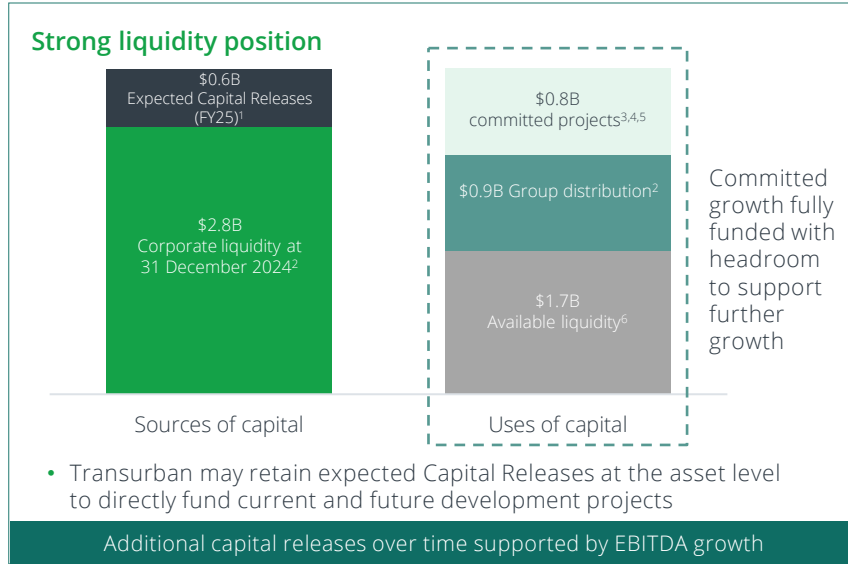 Strong liquidity position
$0.6B
Expected Capital Releases
(FY25)¹
$2.8B
Corporate liquidity at
31 December 2024²
Sources of capital
$0.8B
committed projects³,⁴,⁵
$0.9B Group distribution²
$1.7B
Available liquidity⁶
Uses of capital
Committed
growth fully
funded with
headroom
to support
further
growth
• Transurban may retain expected Capital Releases at the asset level
to directly fund current and future development projects
Additional capital releases over time supported by EBITDA growth